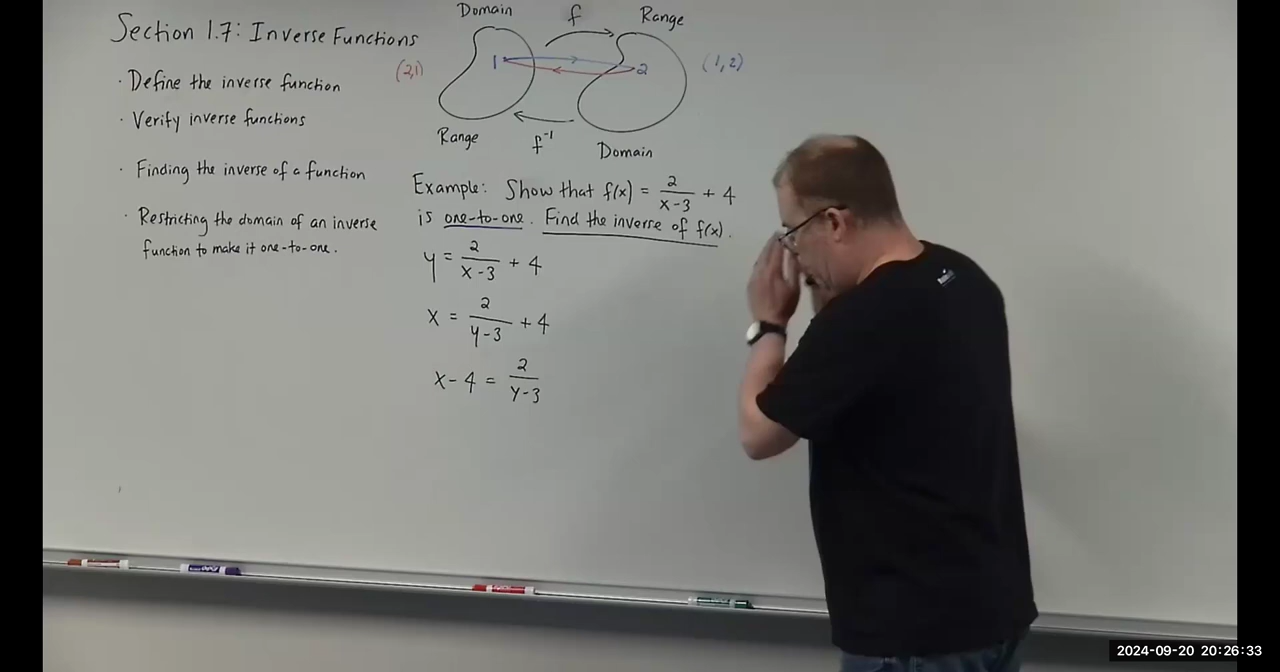 Section 1.7: Inverse Functions
· Define the inverse function
· Verify inverse functions
· Finding the inverse of a function
· Restricting the domain of an inverse
function to make it one-to-one.
Domain f Range
(2,1) 1 2 (1,2)
Range f⁻¹ Domain
Example: Show that f(x) = 2/(x-3) + 4
is one-to-one. Find the inverse of f(x).
y = 2/(x-3) + 4
x = 2/(y-3) + 4
x-4 = 2/(y-3)
2024-09-20 20:26:33